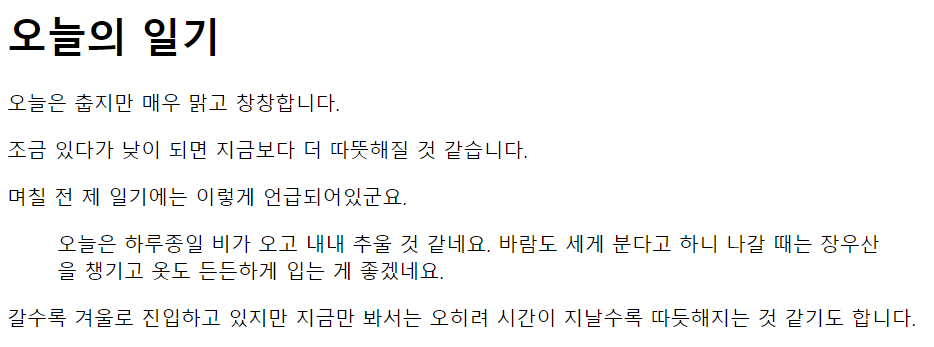 오늘의 일기
오늘은 춥지만 매우 맑고 창창합니다.
조금 있다가 낮이 되면 지금보다 더 따뜻해질 것 같습니다.
며칠 전 제 일기에는 이렇게 언급되어있군요.
오늘은 하루종일 비가 오고 내내 추울 것 같네요. 바람도 세게 분다고 하니 나갈 때는 장우산
을 챙기고 옷도 든든하게 입는 게 좋겠네요.
갈수록 겨울로 진입하고 있지만 지금만 봐서는 오히려 시간이 지날수록 따듯해지는 것 같기도 합니다.